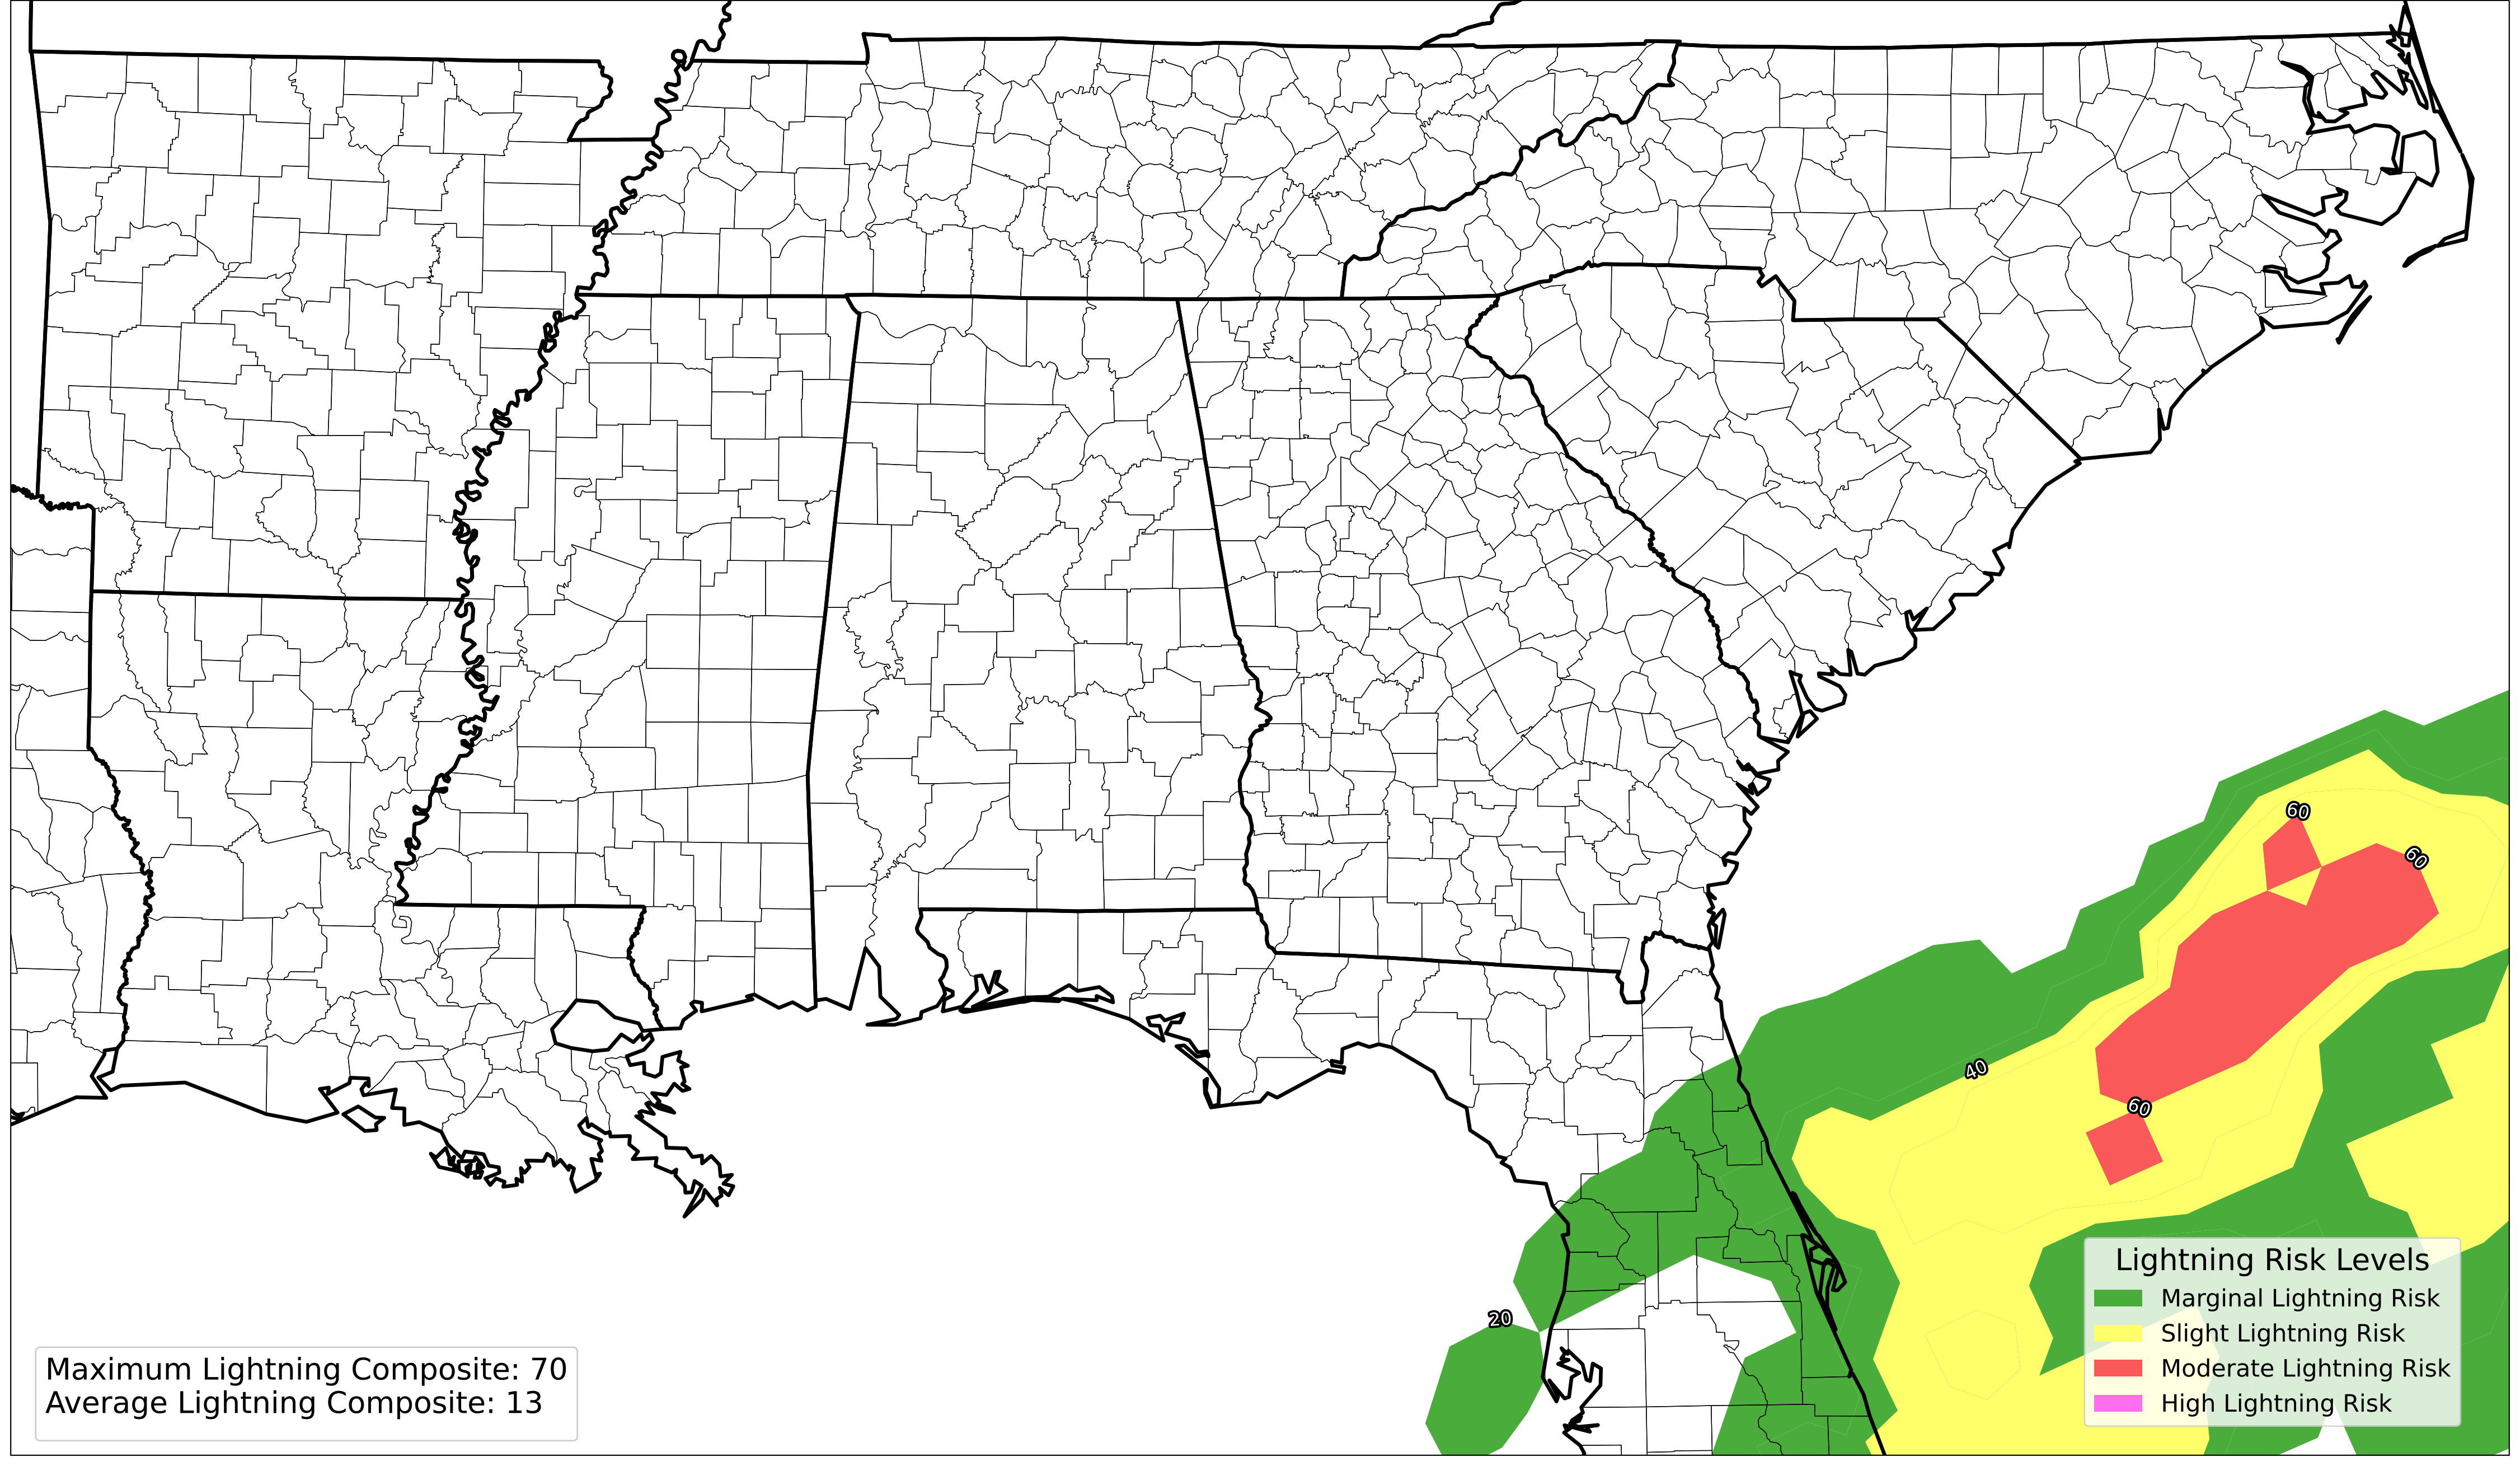 60
60
40
60
20
Lightning Risk Levels
Marginal Lightning Risk
Slight Lightning Risk
Moderate Lightning Risk
High Lightning Risk
Maximum Lightning Composite: 70
Average Lightning Composite: 13